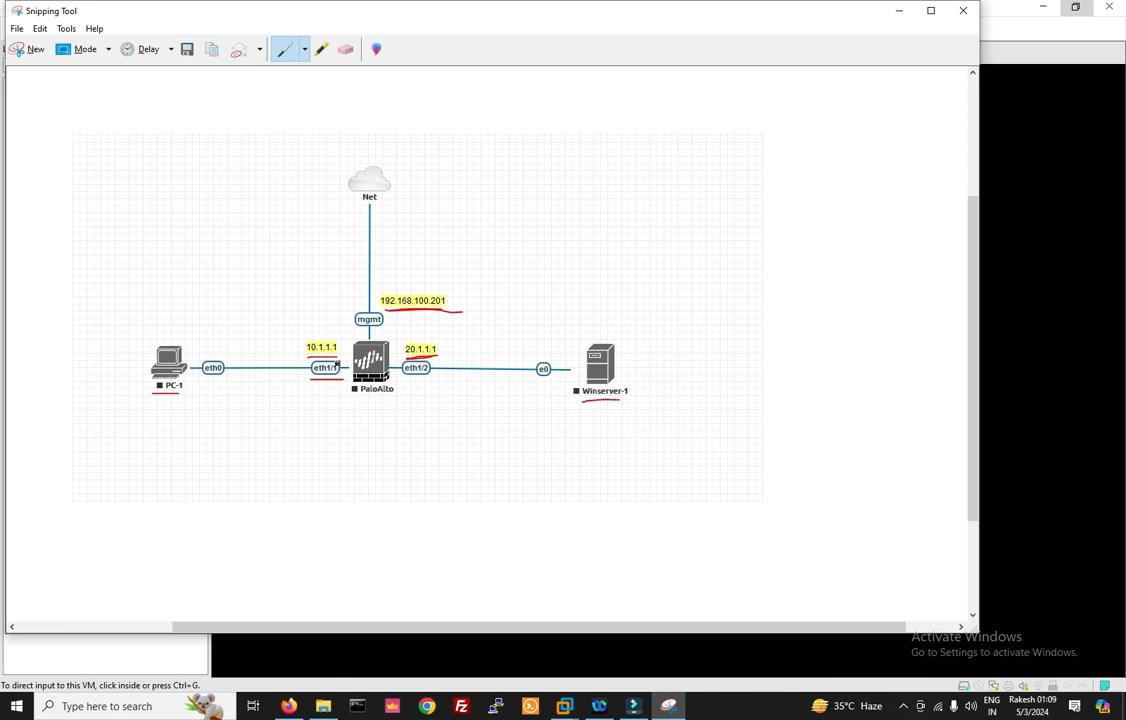 Snipping Tool
File Edit Tools Help
New Mode Delay
Net
192.168.100.201
mgmt
10.1.1.1 20.1.1.1
eth0 eth1/1 eth1/2 e0
PC-1 PaloAlto Winserver-1
Activate Windows
Go to Settings to activate Windows.
To direct input to this VM, click inside or press Ctrl+G.
Type here to search
35°C Haze
ENG
IN
Rakesh 01:09
5/3/2024